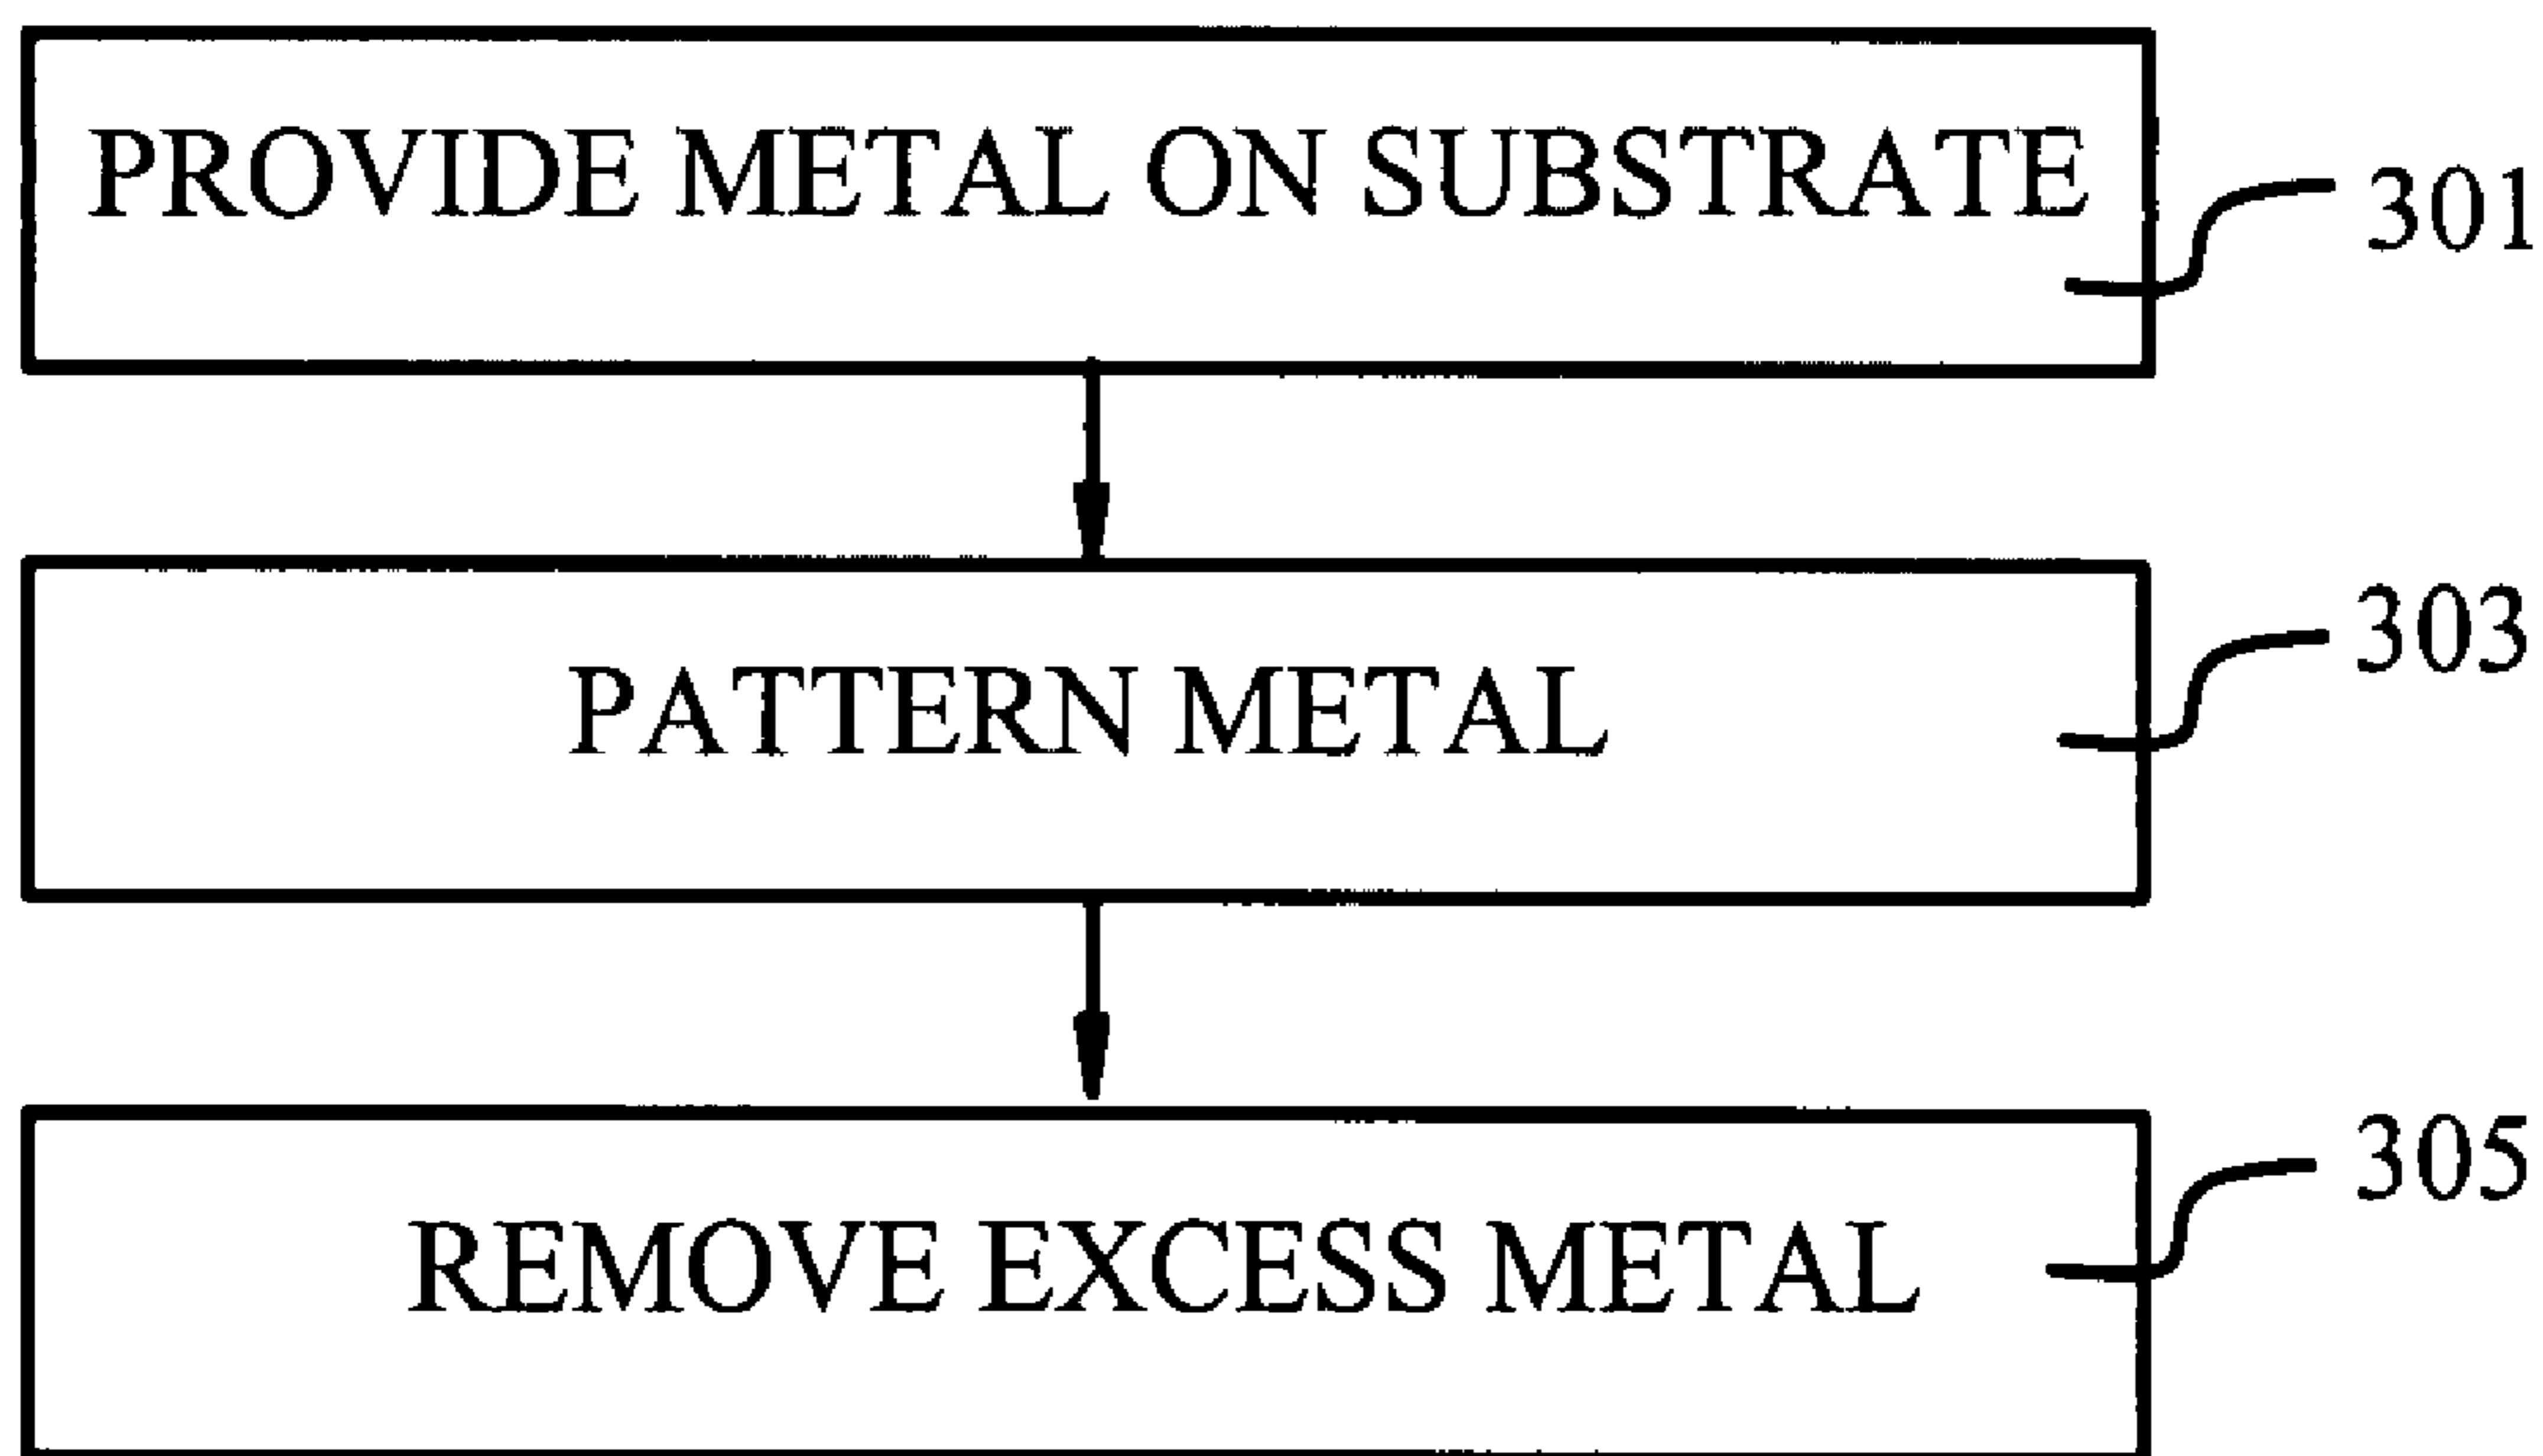 PROVIDE METAL ON SUBSTRATE
301
PATTERN METAL
303
REMOVE EXCESS METAL
305